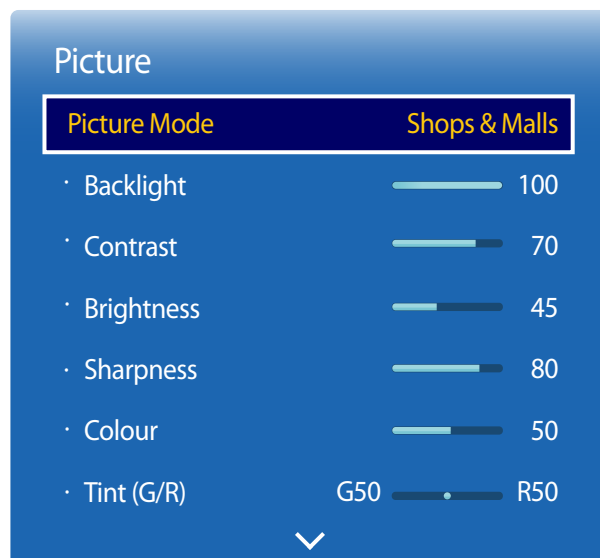 Picture
Picture Mode Shops & Malls
· Backlight 100
· Contrast 70
· Brightness 45
· Sharpness 80
· Colour 50
· Tint (G/R) G50 R50